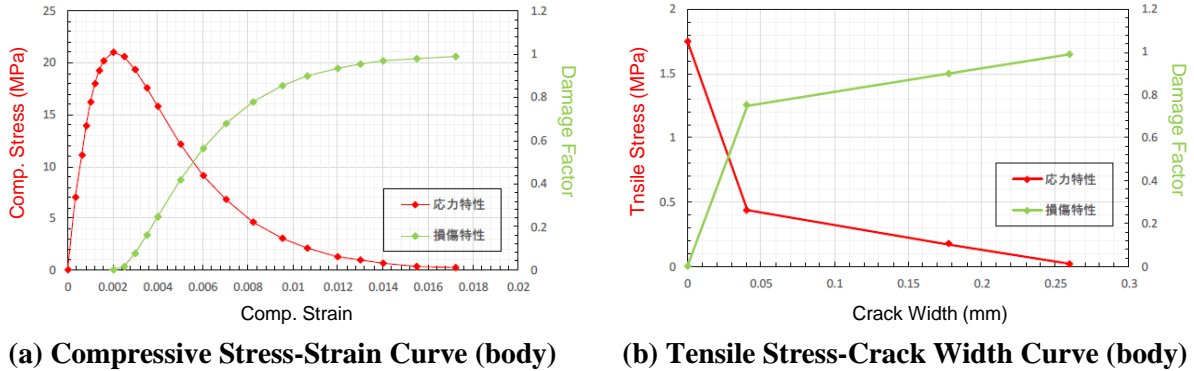 25
20
15
10
5
0
Comp. Stress (MPa)
1.2
1
0.8
0.6
0.4
0.2
0
Damage Factor
応力特性
損傷特性
0 0.002 0.004 0.006 0.008 0.01 0.012 0.014 0.016 0.018 0.02
Comp. Strain
(a) Compressive Stress-Strain Curve (body)
2
1.5
1
0.5
0
Tnsile Stress (MPa)
1.2
1
0.8
0.6
0.4
0.2
0
Damage Factor
応力特性
損傷特性
0 0.05 0.1 0.15 0.2 0.25 0.3
Crack Width (mm)
(b) Tensile Stress-Crack Width Curve (body)